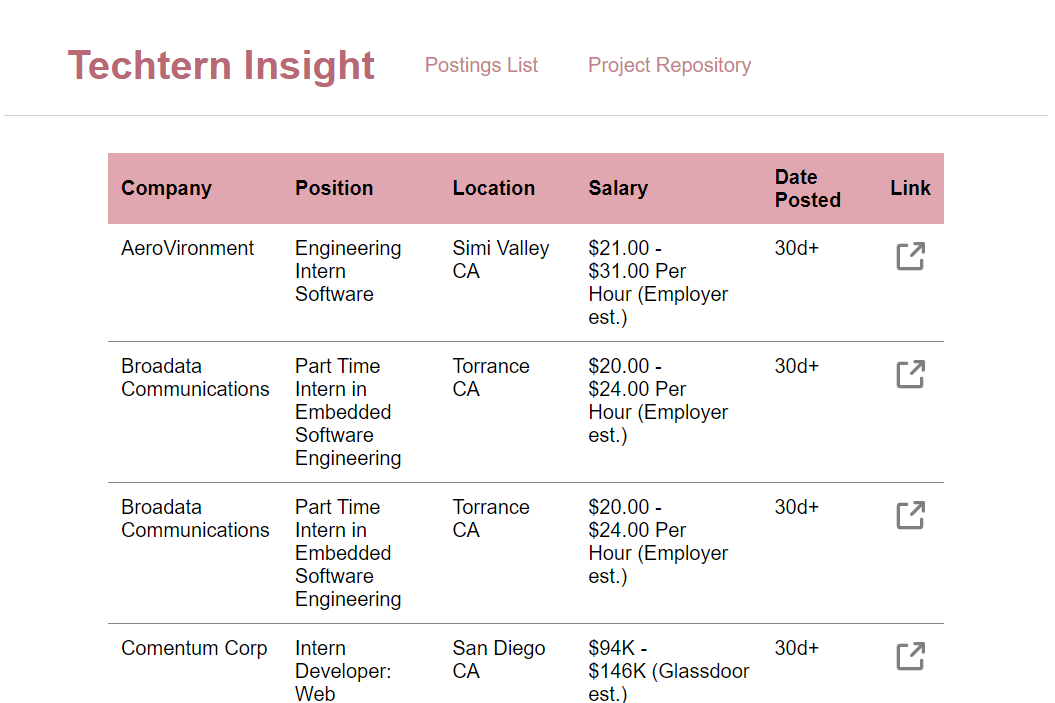 Techtern Insight
Postings List
Project Repository
Company
Position
Location
Salary
Date
Posted
Link
AeroVironment
Engineering
Intern
Software
Simi Valley
CA
$21.00 -
$31.00 Per
Hour (Employer
est.)
30d+
Broadata
Communications
Part Time
Intern in
Embedded
Software
Engineering
Torrance
CA
$20.00 -
$24.00 Per
Hour (Employer
est.)
30d+
Broadata
Communications
Part Time
Intern in
Embedded
Software
Engineering
Torrance
CA
$20.00 -
$24.00 Per
Hour (Employer
est.)
30d+
Comentum Corp
Intern
Developer:
Web
San Diego
CA
$94K -
$146K (Glassdoor
est.)
30d+